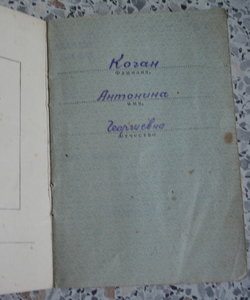 Коган
фамилия,
Антонина
имя,
Георгиевна
отчество